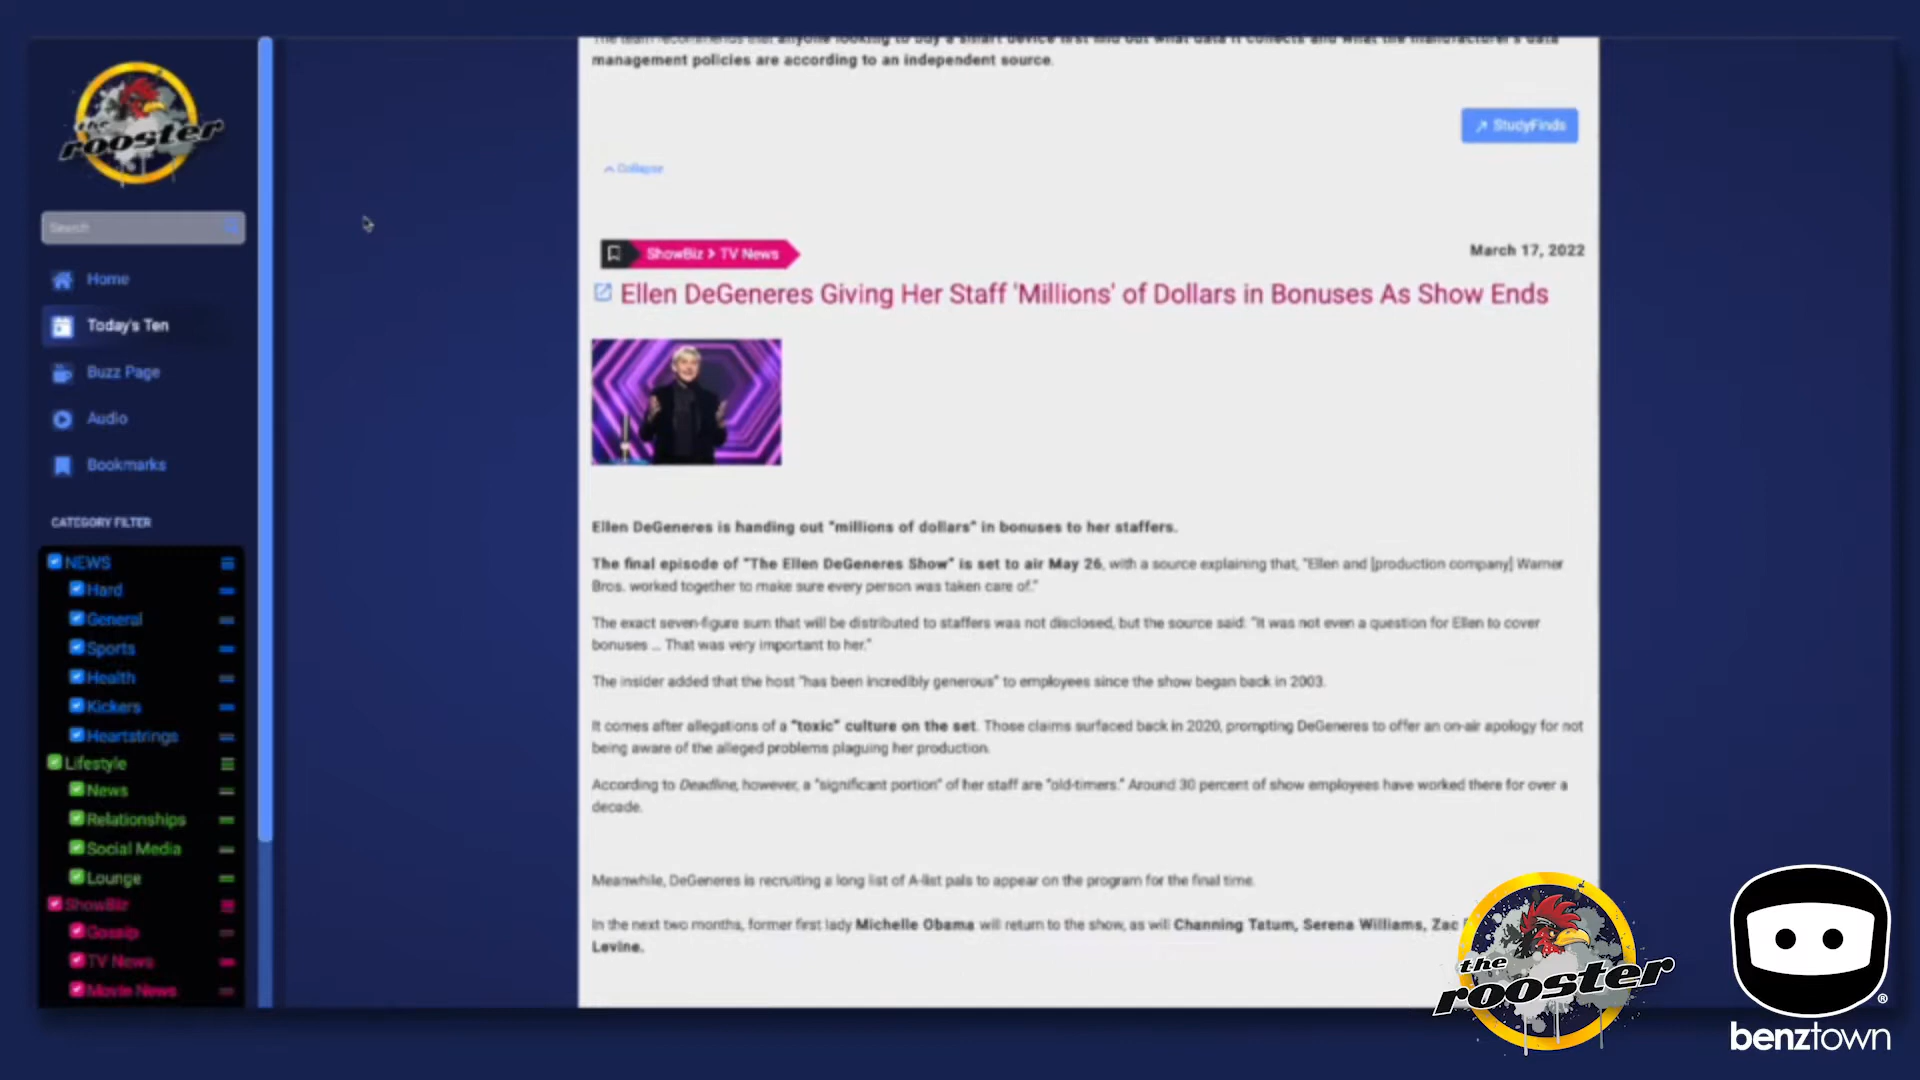 the
rooster
Search
Home
Today's Ten
Buzz Page
Audio
Bookmarks
CATEGORY FILTER
NEWS
Hard
General
Sports
Health
Kickers
Heartstrings
Lifestyle
News
Relationships
Social Media
Lounge
ShowBiz
Gossip
TV News
Movie News
The team recommends that anyone looking to buy a smart device first find out what data it collects and what the manufacturer's data
management policies are according to an independent source.
StudyFinds
Collapse
ShowBiz > TV News
March 17, 2022
Ellen DeGeneres Giving Her Staff 'Millions' of Dollars in Bonuses As Show Ends
Ellen DeGeneres is handing out “millions of dollars” in bonuses to her staffers.
The final episode of “The Ellen DeGeneres Show” is set to air May 26, with a source explaining that, “Ellen and [production company] Warner
Bros. worked together to make sure every person was taken care of.”
The exact seven-figure sum that will be distributed to staffers was not disclosed, but the source said: “It was not even a question for Ellen to cover
bonuses ... That was very important to her.”
The insider added that the host “has been incredibly generous” to employees since the show began back in 2003.
It comes after allegations of a “toxic” culture on the set. Those claims surfaced back in 2020, prompting DeGeneres to offer an on-air apology for not
being aware of the alleged problems plaguing her production.
According to Deadline, however, a “significant portion” of her staff are “old-timers.” Around 30 percent of show employees have worked there for over a
decade.
Meanwhile, DeGeneres is recruiting a long list of A-list pals to appear on the program for the final time.
In the next two months, former first lady Michelle Obama will return to the show, as will Channing Tatum, Serena Williams, Zac
Levine.
the
rooster
benztown
®